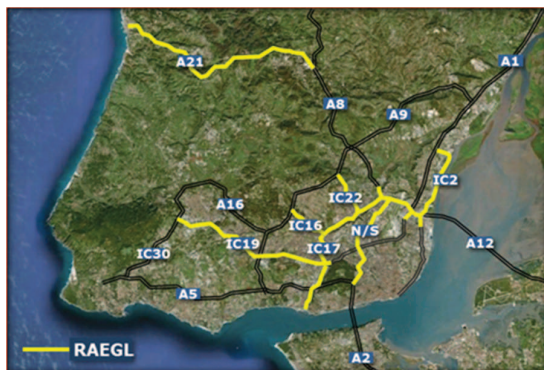 A21
A1
A8
A9
IC2
IC22
A16
IC16
N/S
IC19
IC17
A12
IC30
A5
RAEGL
A2